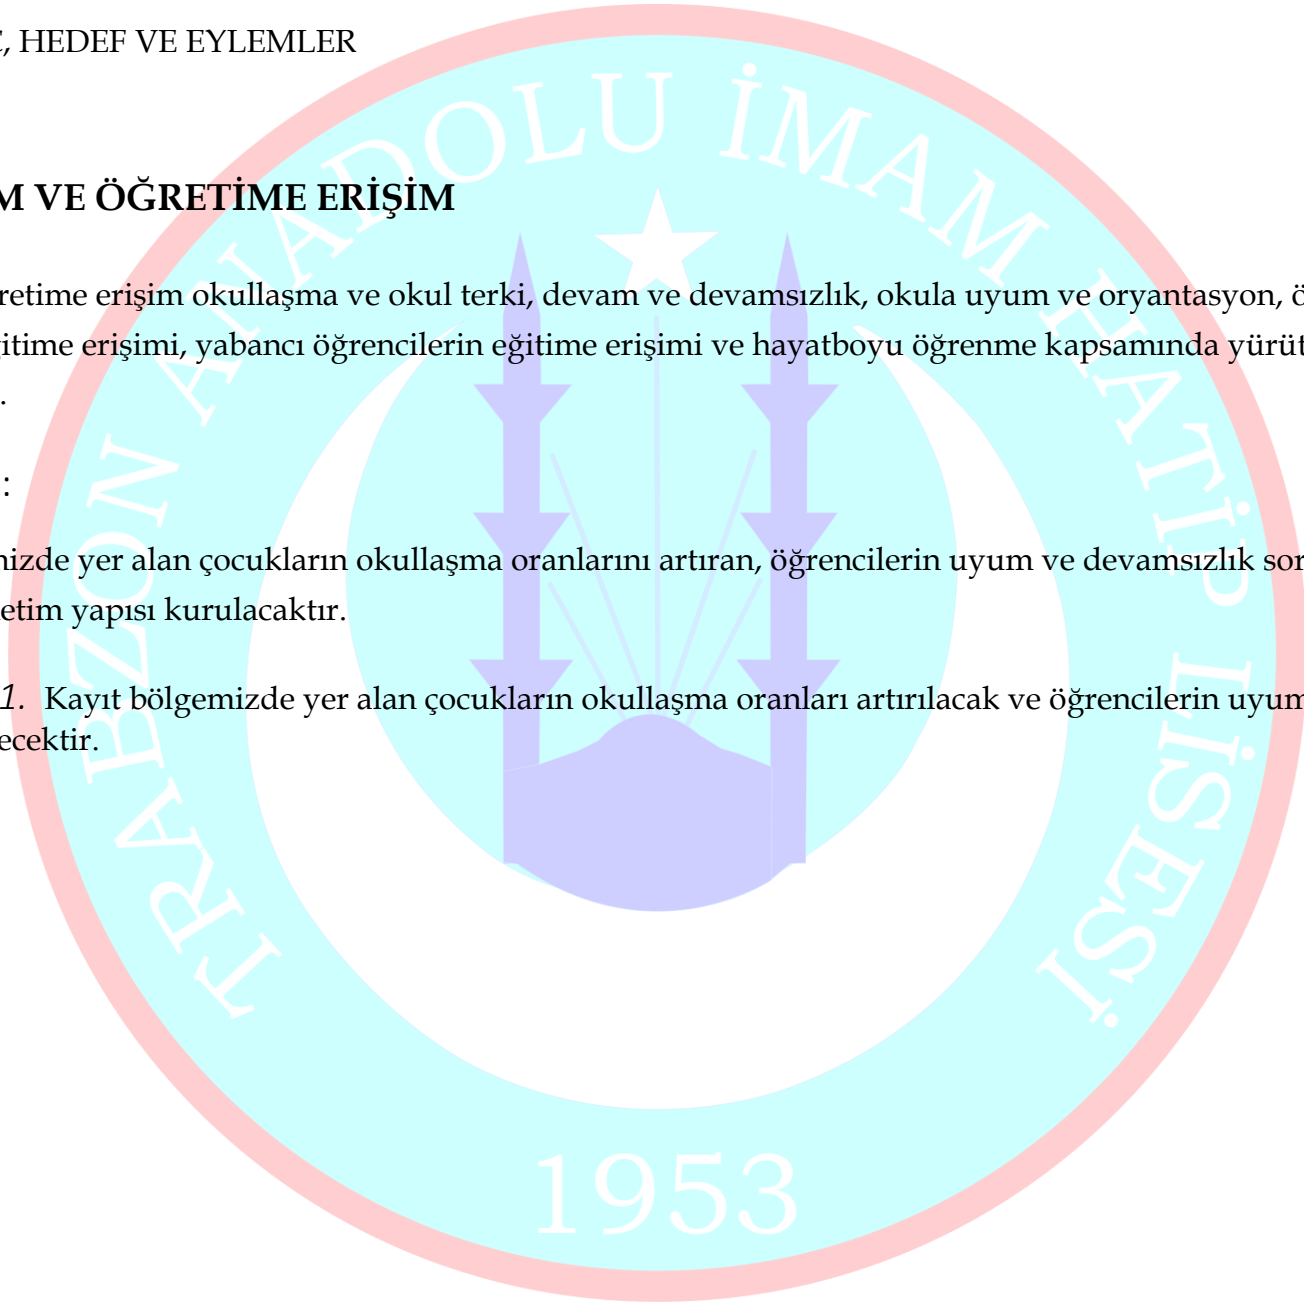 , HEDEF VE EYLEMLER
M VE ÖĞRETİME ERİŞİM
retime erişim okullaşma ve okul terki, devam ve devamsızlık, okula uyum ve oryantasyon, ö
ğitime erişimi, yabancı öğrencilerin eğitime erişimi ve hayatboyu öğrenme kapsamında yürüt
.
:
mizde yer alan çocukların okullaşma oranlarını artıran, öğrencilerin uyum ve devamsızlık sor
etim yapısı kurulacaktır.
1. Kayıt bölgemizde yer alan çocukların okullaşma oranları artırılacak ve öğrencilerin uyum
ecektir.
TRABZON ANADOLU İMAM HATİP LİSESİ
1953